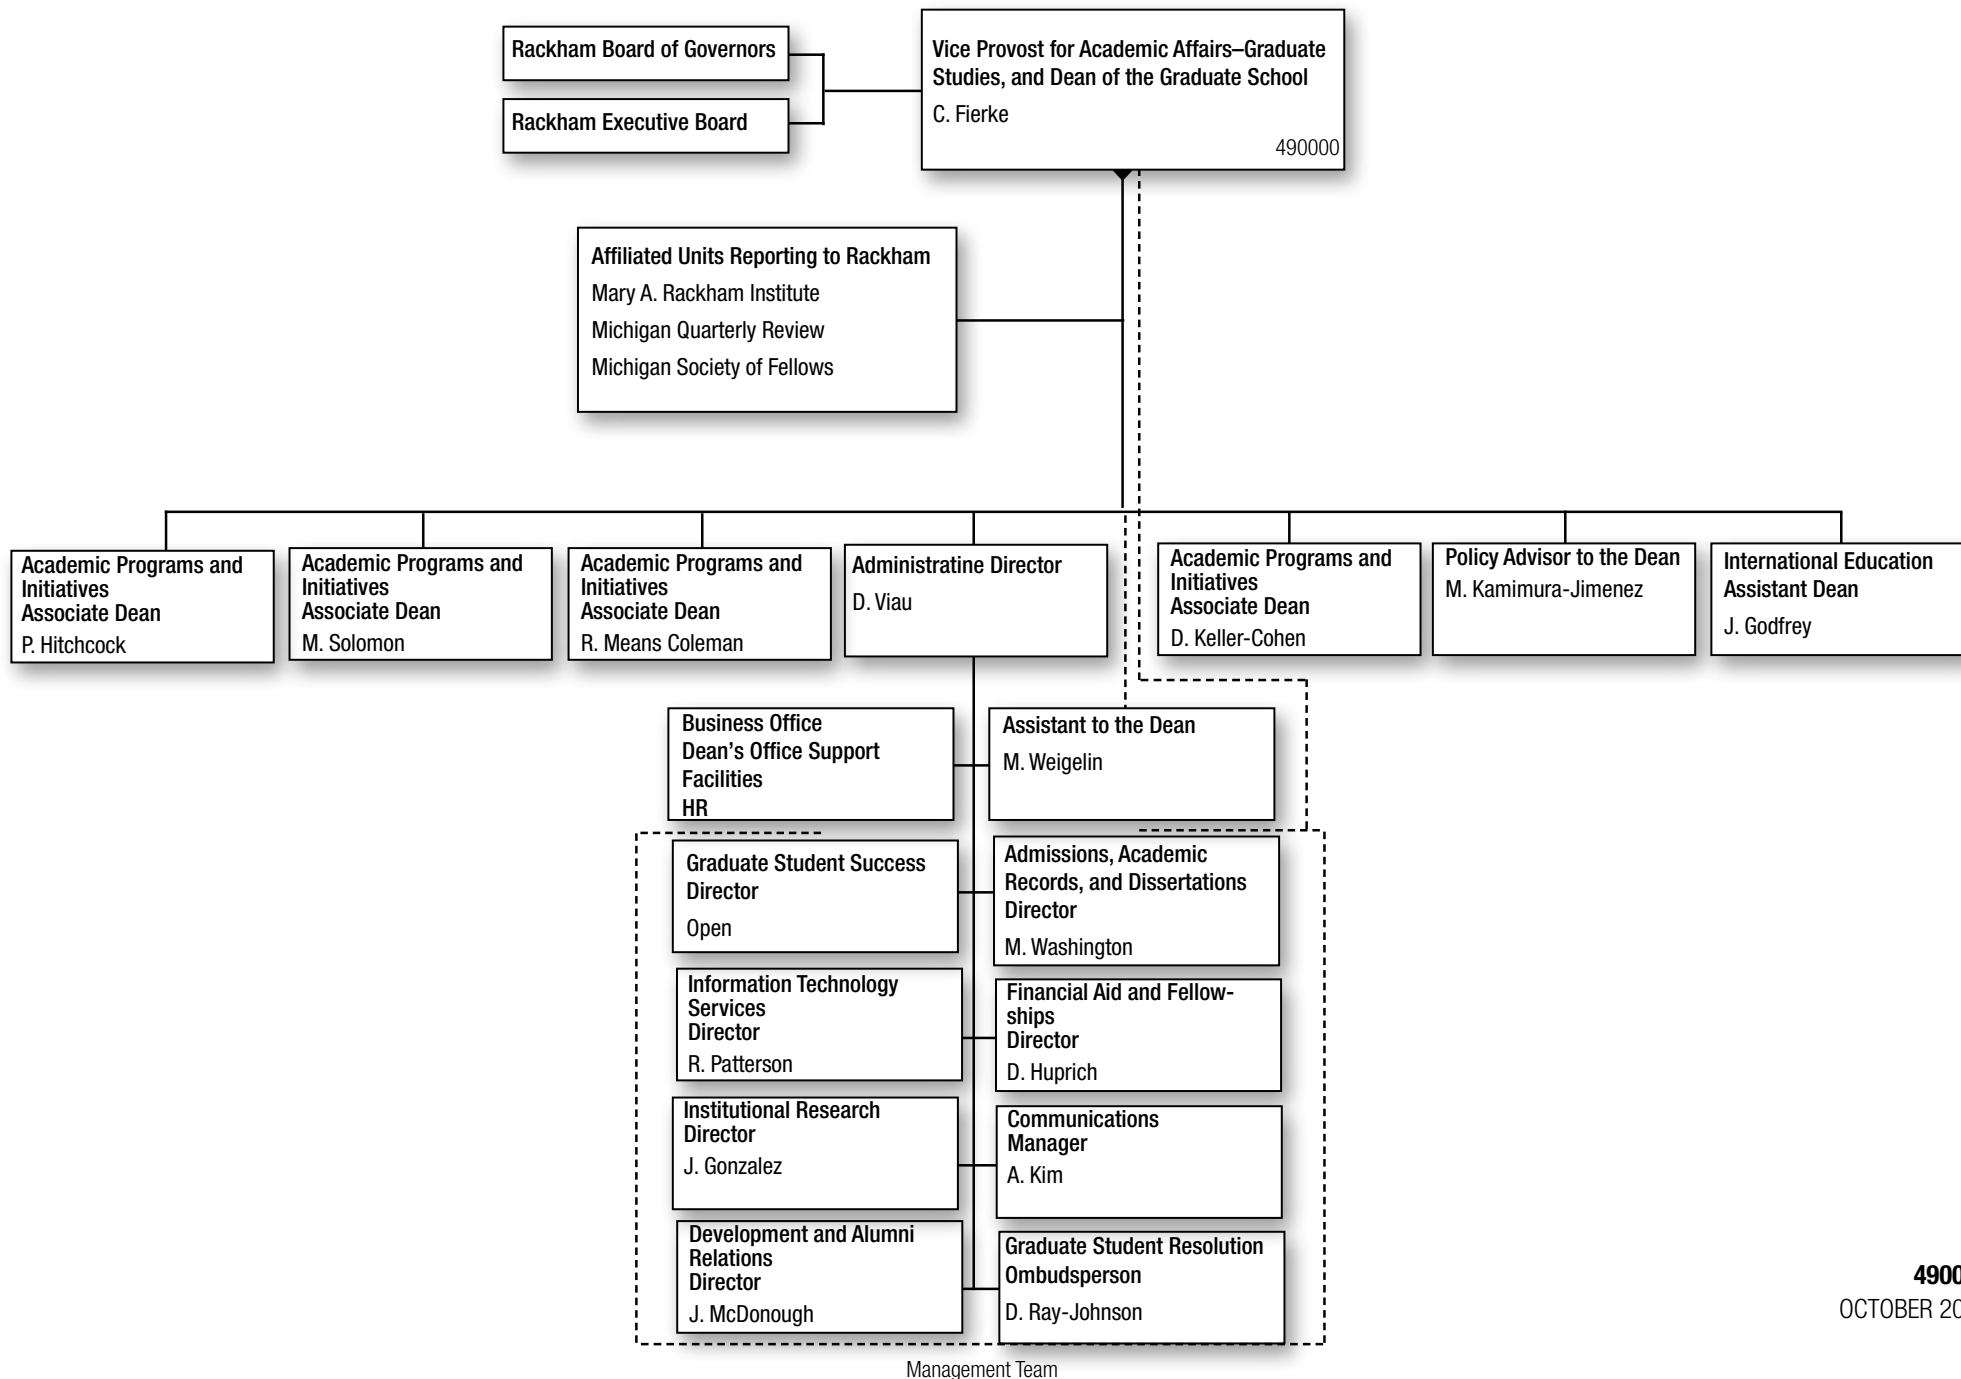 Rackham Board of Governors
Rackham Executive Board
Vice Provost for Academic Affairs–Graduate
Studies, and Dean of the Graduate School
C. Fierke
490000
Affiliated Units Reporting to Rackham
Mary A. Rackham Institute
Michigan Quarterly Review
Michigan Society of Fellows
Academic Programs and
Initiatives
Associate Dean
P. Hitchcock
Academic Programs and
Initiatives
Associate Dean
M. Solomon
Academic Programs and
Initiatives
Associate Dean
R. Means Coleman
Administratine Director
D. Viau
Academic Programs and
Initiatives
Associate Dean
D. Keller-Cohen
Policy Advisor to the Dean
M. Kamimura-Jimenez
International Education
Assistant Dean
J. Godfrey
Business Office
Dean’s Office Support
Facilities
HR
Assistant to the Dean
M. Weigelin
Graduate Student Success
Director
Open
Admissions, Academic
Records, and Dissertations
Director
M. Washington
Information Technology
Services
Director
R. Patterson
Financial Aid and Fellow-
ships
Director
D. Huprich
Institutional Research
Director
J. Gonzalez
Communications
Manager
A. Kim
Development and Alumni
Relations
Director
J. McDonough
Graduate Student Resolution
Ombudsperson
D. Ray-Johnson
Management Team
4900
OCTOBER 20